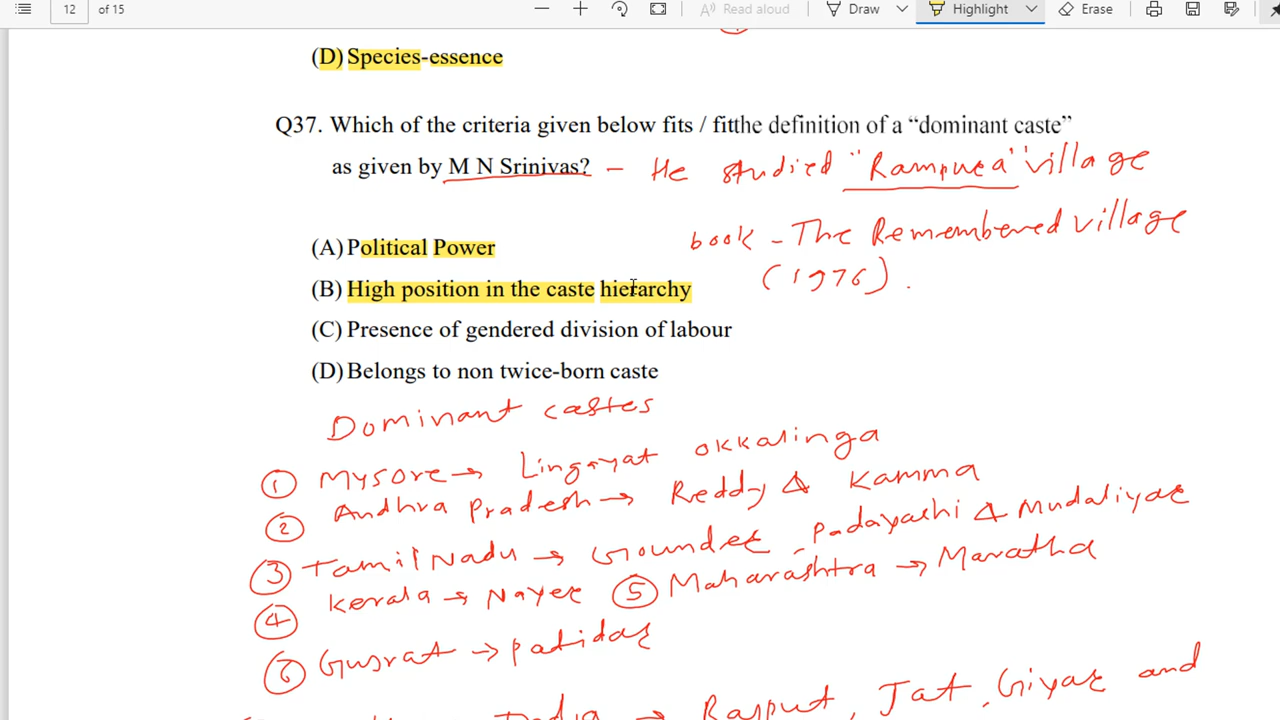 12 of 15 Read aloud Draw Highlight Erase
(D) Species-essence
Q37. Which of the criteria given below fits / fitthe definition of a “dominant caste”
as given by M N Srinivas? – He studied "Rampura" village
book - The Remembered village
(A) Political Power
(1976).
(B) High position in the caste hierarchy
(C) Presence of gendered division of labour
(D) Belongs to non twice-born caste
Dominant castes
① Mysore → Lingayat okkalinga
② Andhra Pradesh → Reddy & Kamma
③ Tamil Nadu → Gounder, Padayashi & Mudaliyar
④ Kerala → Nayer ⑤ Maharashtra → Maratha
⑥ Gusrat → patidar
India → Rajput, Jat, Giyar and